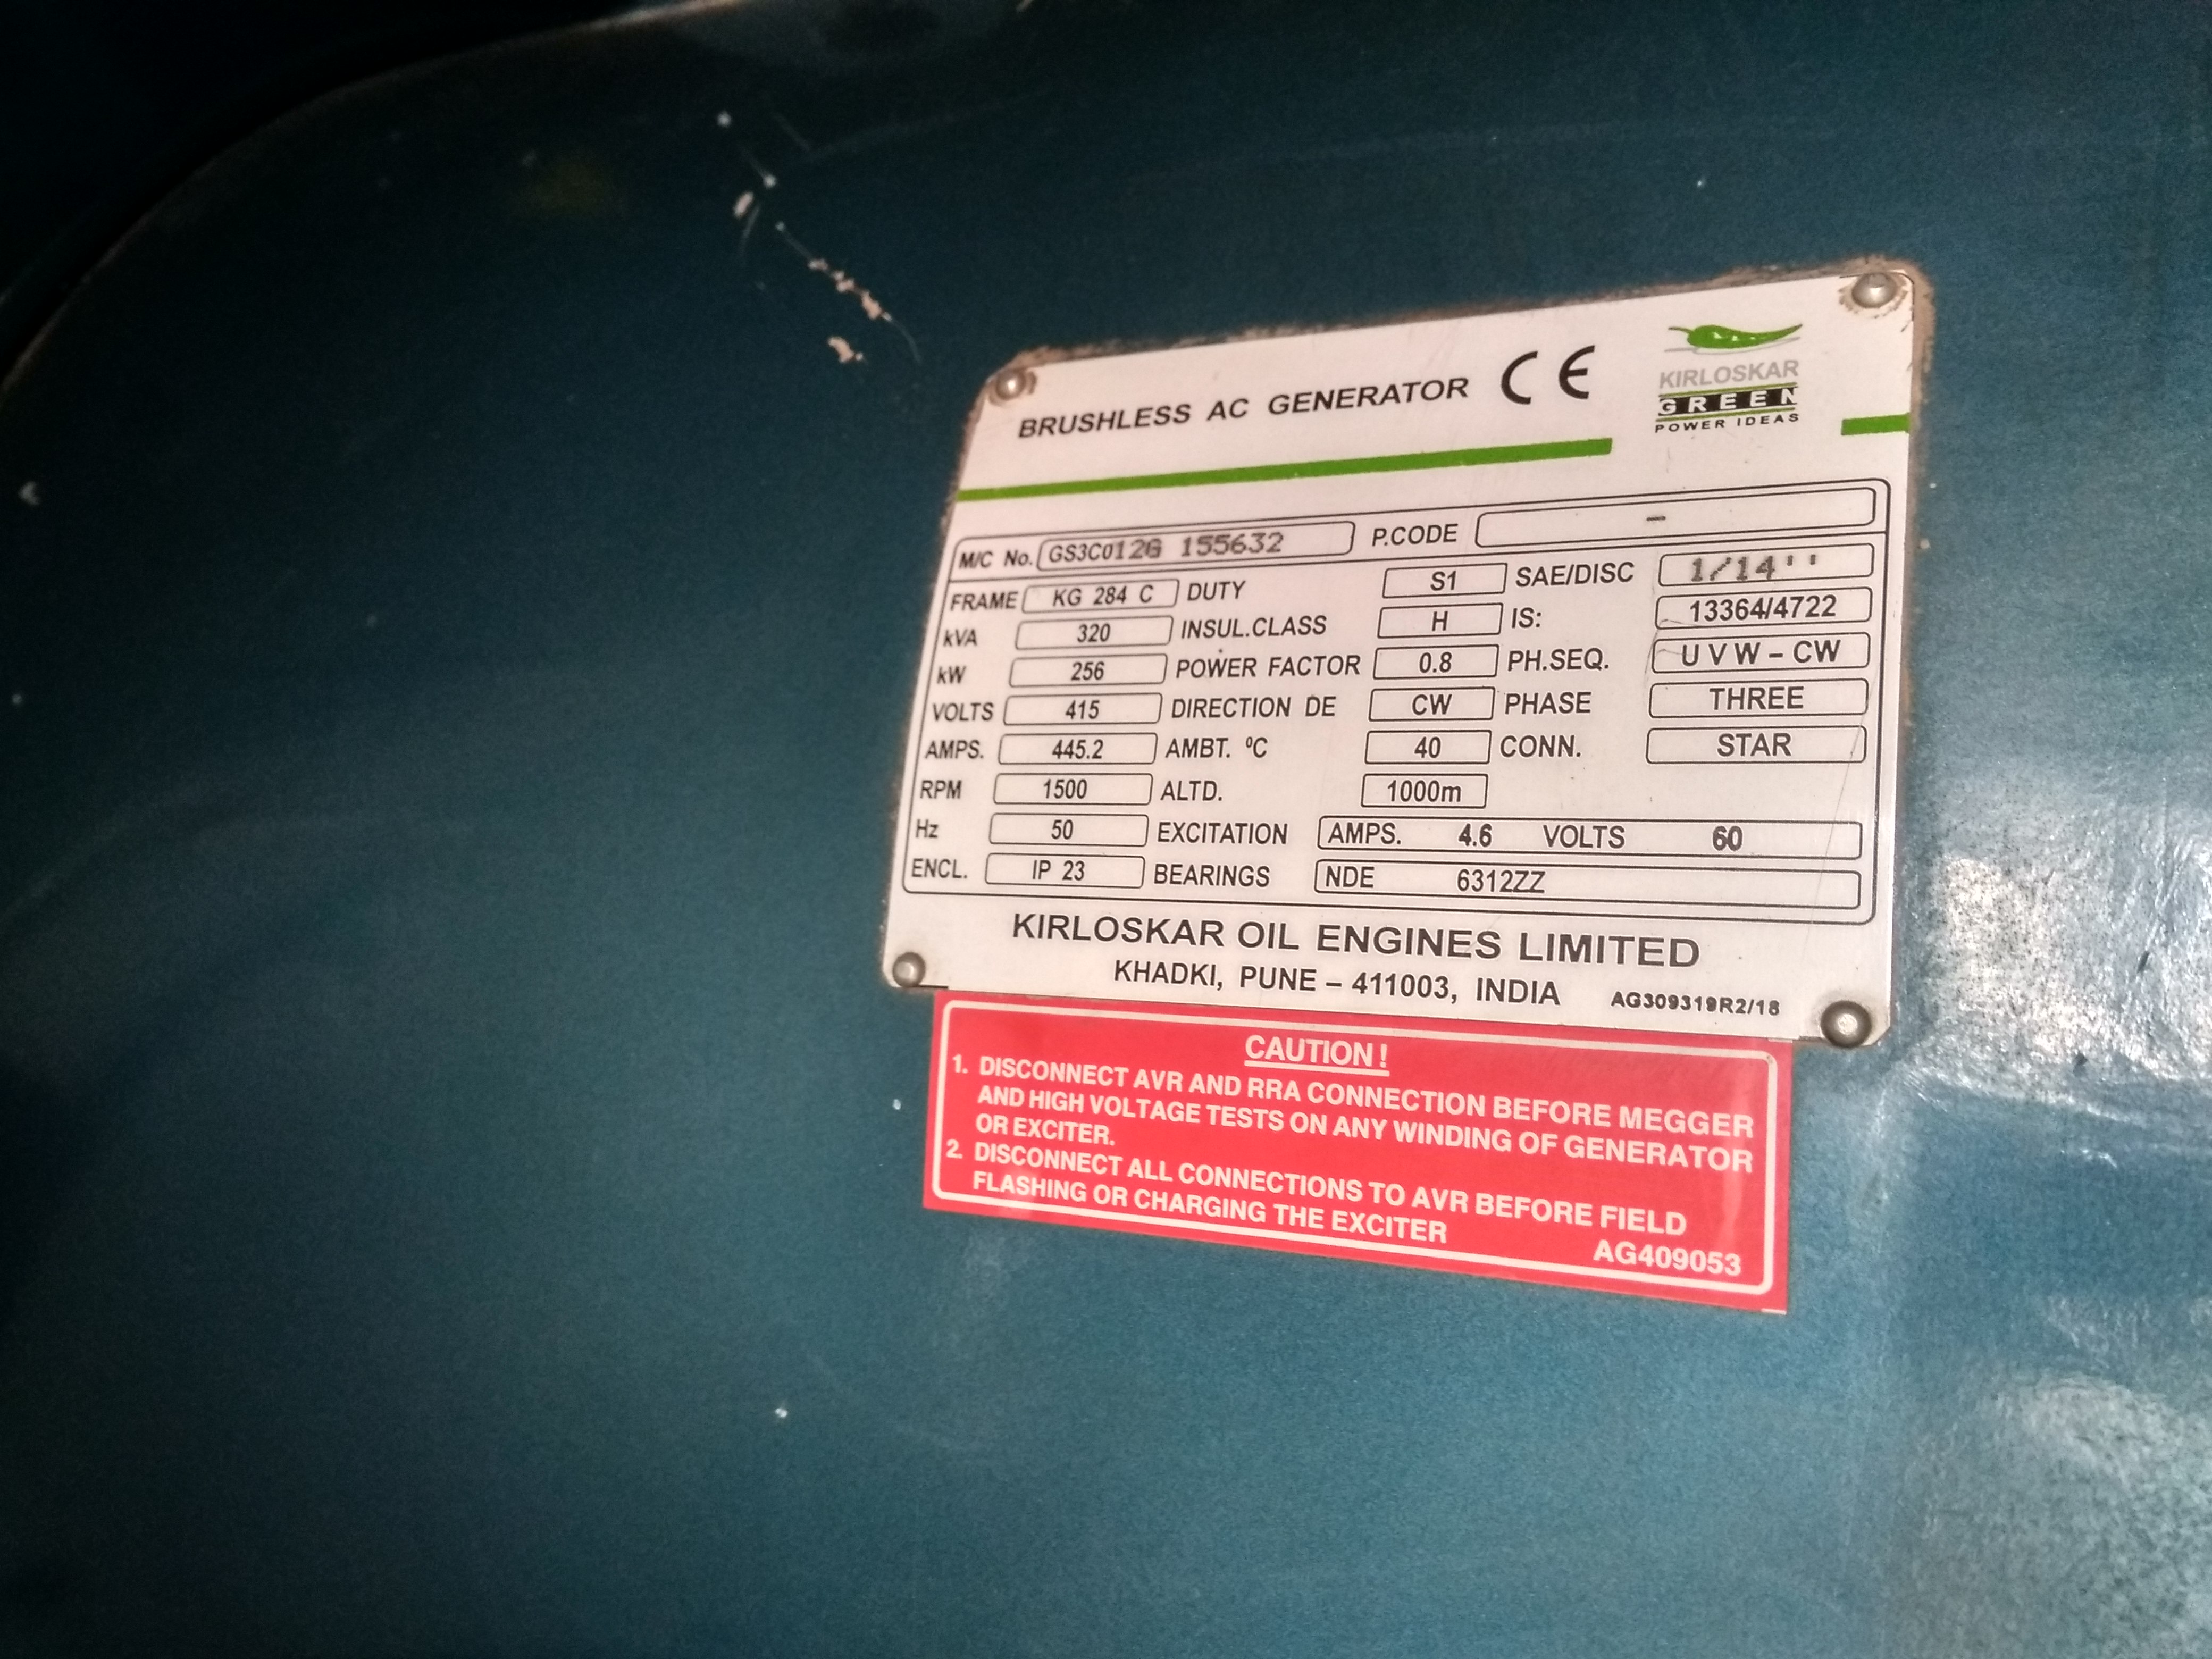 BRUSHLESS AC GENERATOR CE
KIRLOSKAR
GREEN
POWER IDEAS
M/C No. GS3C012G 155632 P.CODE –
FRAME KG 284 C DUTY S1 SAE/DISC 1/14''
kVA 320 INSUL.CLASS H IS: 13364/4722
kW 256 POWER FACTOR 0.8 PH.SEQ. U V W – CW
VOLTS 415 DIRECTION DE CW PHASE THREE
AMPS. 445.2 AMBT. ⁰C 40 CONN. STAR
RPM 1500 ALTD. 1000m
Hz 50 EXCITATION AMPS. 4.6 VOLTS 60
ENCL. IP 23 BEARINGS NDE 6312ZZ
KIRLOSKAR OIL ENGINES LIMITED
KHADKI, PUNE – 411003, INDIA AG309319R2/18
CAUTION !
1. DISCONNECT AVR AND RRA CONNECTION BEFORE MEGGER
AND HIGH VOLTAGE TESTS ON ANY WINDING OF GENERATOR
OR EXCITER.
2. DISCONNECT ALL CONNECTIONS TO AVR BEFORE FIELD
FLASHING OR CHARGING THE EXCITER
AG409053